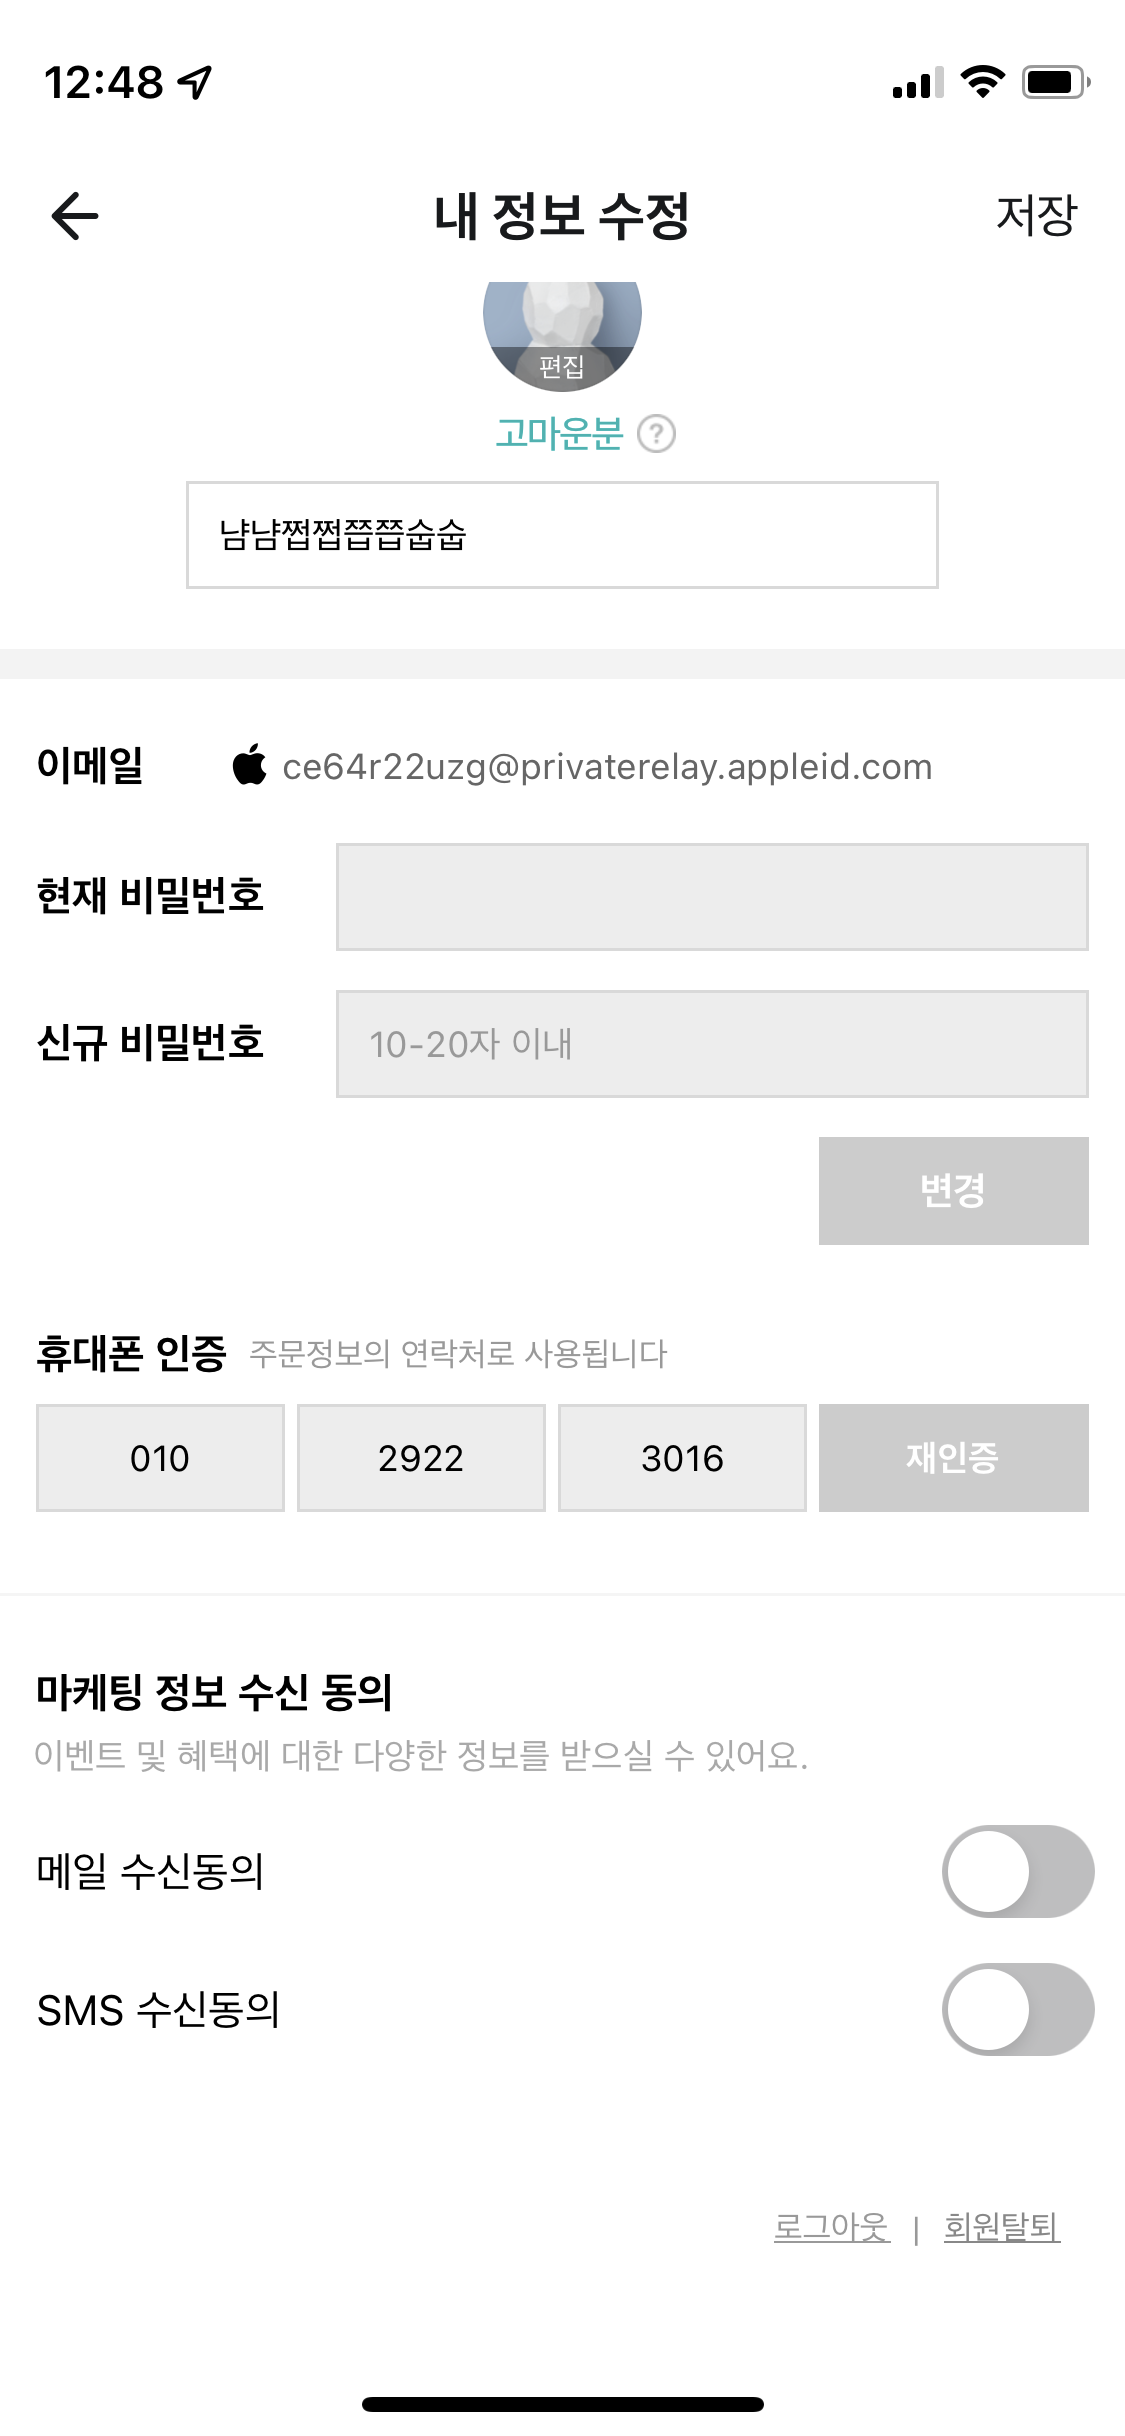 12:48
내 정보 수정
저장
편집
고마운분 ?
냠냠쩝쩝쯥쯥숩숩
이메일 ce64r22uzg@privaterelay.appleid.com
현재 비밀번호
신규 비밀번호 10-20자 이내
변경
휴대폰 인증 주문정보의 연락처로 사용됩니다
010 2922 3016 재인증
마케팅 정보 수신 동의
이벤트 및 혜택에 대한 다양한 정보를 받으실 수 있어요.
메일 수신동의
SMS 수신동의
로그아웃 | 회원탈퇴